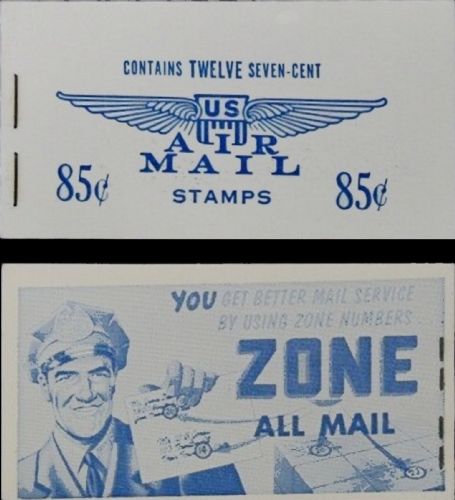 CONTAINS TWELVE SEVEN-CENT
US
AIR
MAIL
85¢ STAMPS 85¢
YOU GET BETTER MAIL SERVICE
BY USING ZONE NUMBERS
ZONE
ALL MAIL